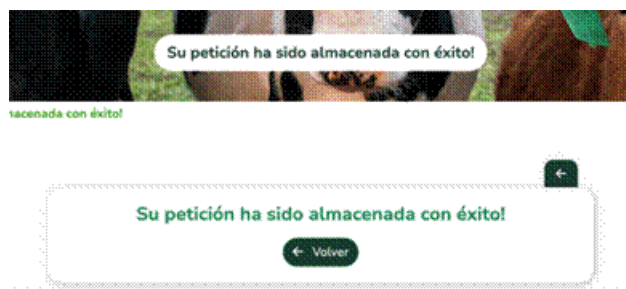 Su petición ha sido almacenada con éxito!
macenada con éxito!
Su petición ha sido almacenada con éxito!
← Volver